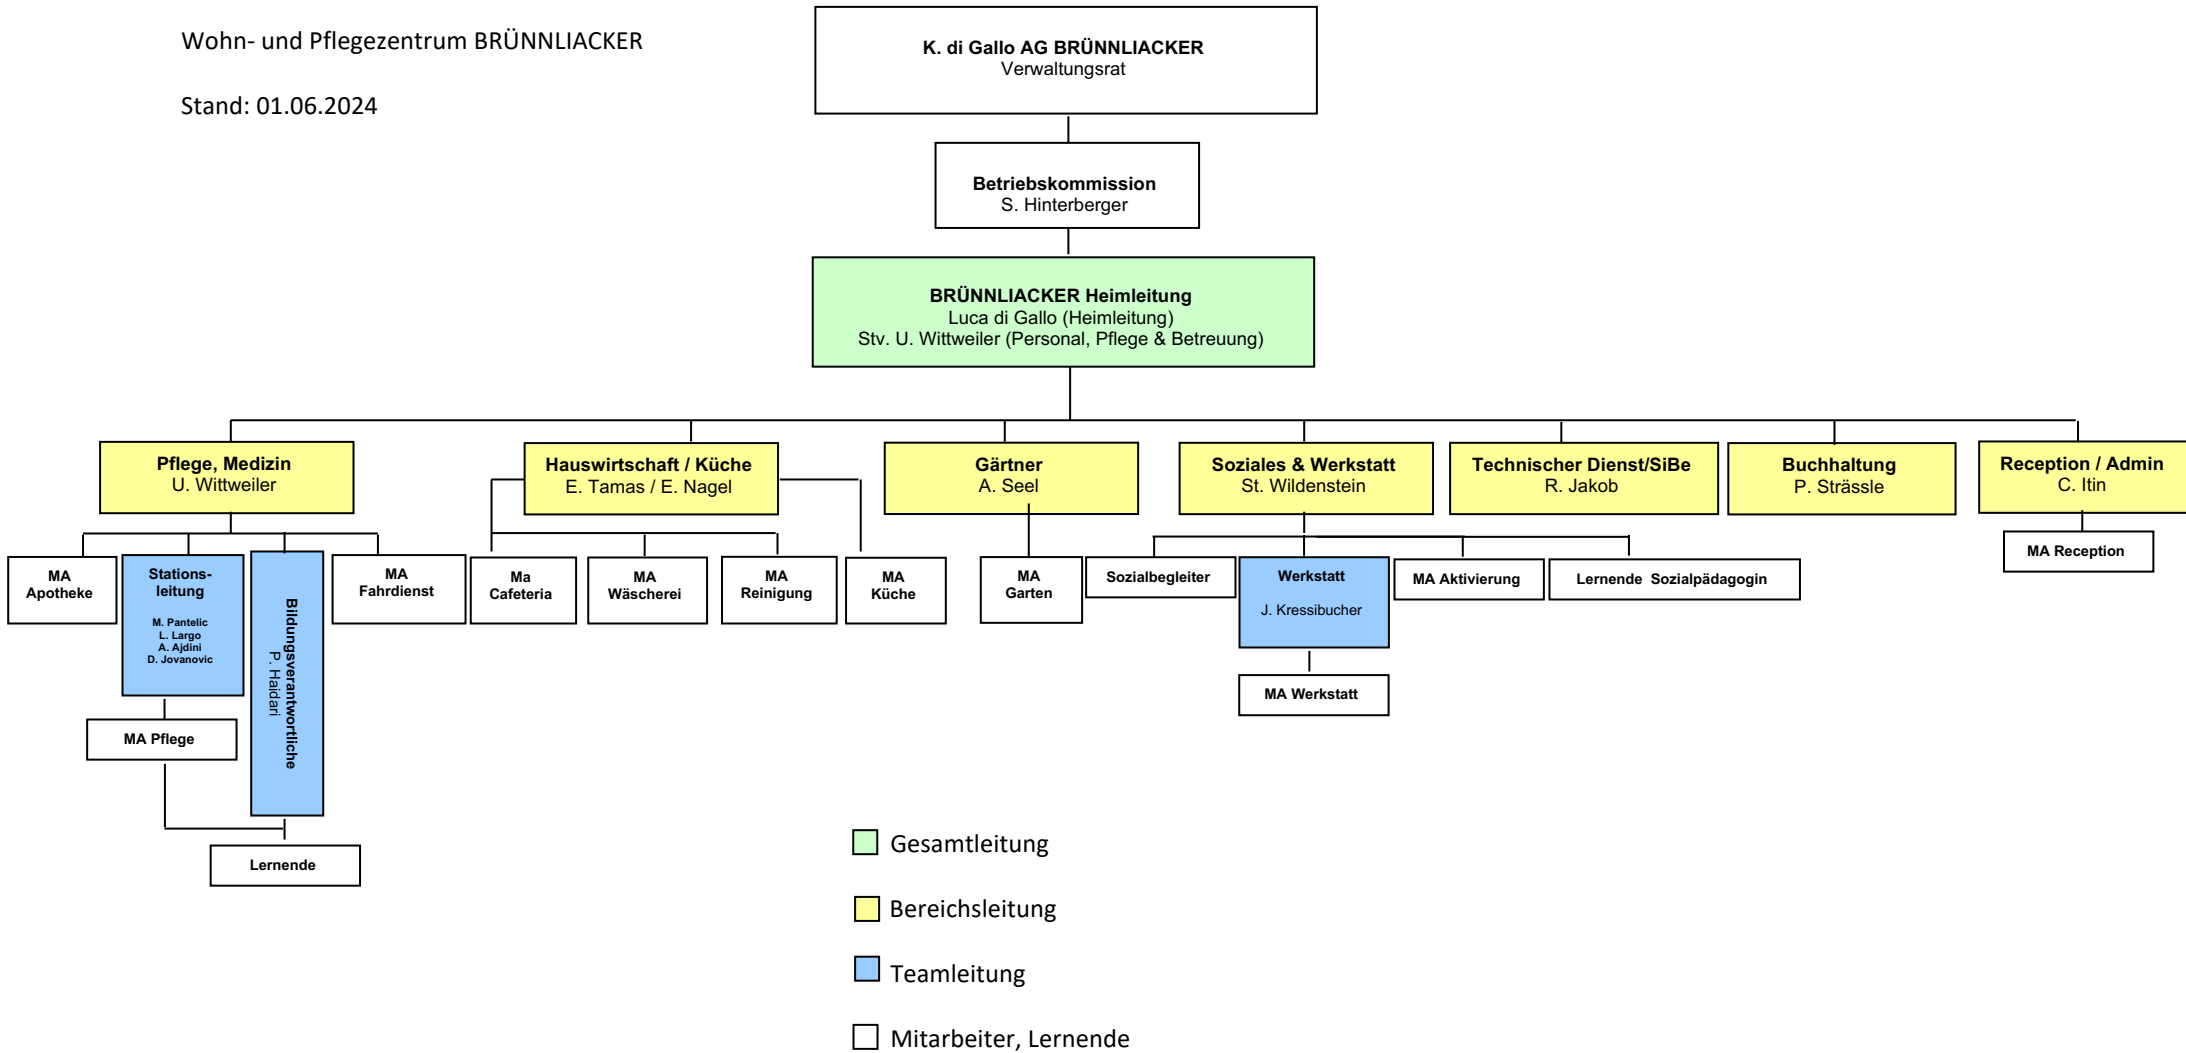 Wohn- und Pflegezentrum BRÜNNLIACKER
Stand: 01.06.2024
K. di Gallo AG BRÜNNLIACKER
Verwaltungsrat
Betriebskommission
S. Hinterberger
BRÜNNLIACKER Heimleitung
Luca di Gallo (Heimleitung)
Stv. U. Wittweiler (Personal, Pflege & Betreuung)
Pflege, Medizin
U. Wittweiler
Hauswirtschaft / Küche
E. Tamas / E. Nagel
Gärtner
A. Seel
Soziales & Werkstatt
St. Wildenstein
Technischer Dienst/SiBe
R. Jakob
Buchhaltung
P. Strässle
Reception / Admin
C. Itin
MA
Apotheke
Stations-
leitung
M. Pantelic
L. Largo
A. Ajdini
D. Jovanovic
Bildungsverantwortliche
P. Haidari
MA
Fahrdienst
Ma
Cafeteria
MA
Wäscherei
MA
Reinigung
MA
Küche
MA
Garten
Sozialbegleiter
Werkstatt
J. Kressibucher
MA Aktivierung
Lernende Sozialpädagogin
MA Reception
MA Pflege
MA Werkstatt
Lernende
Gesamtleitung
Bereichsleitung
Teamleitung
Mitarbeiter, Lernende